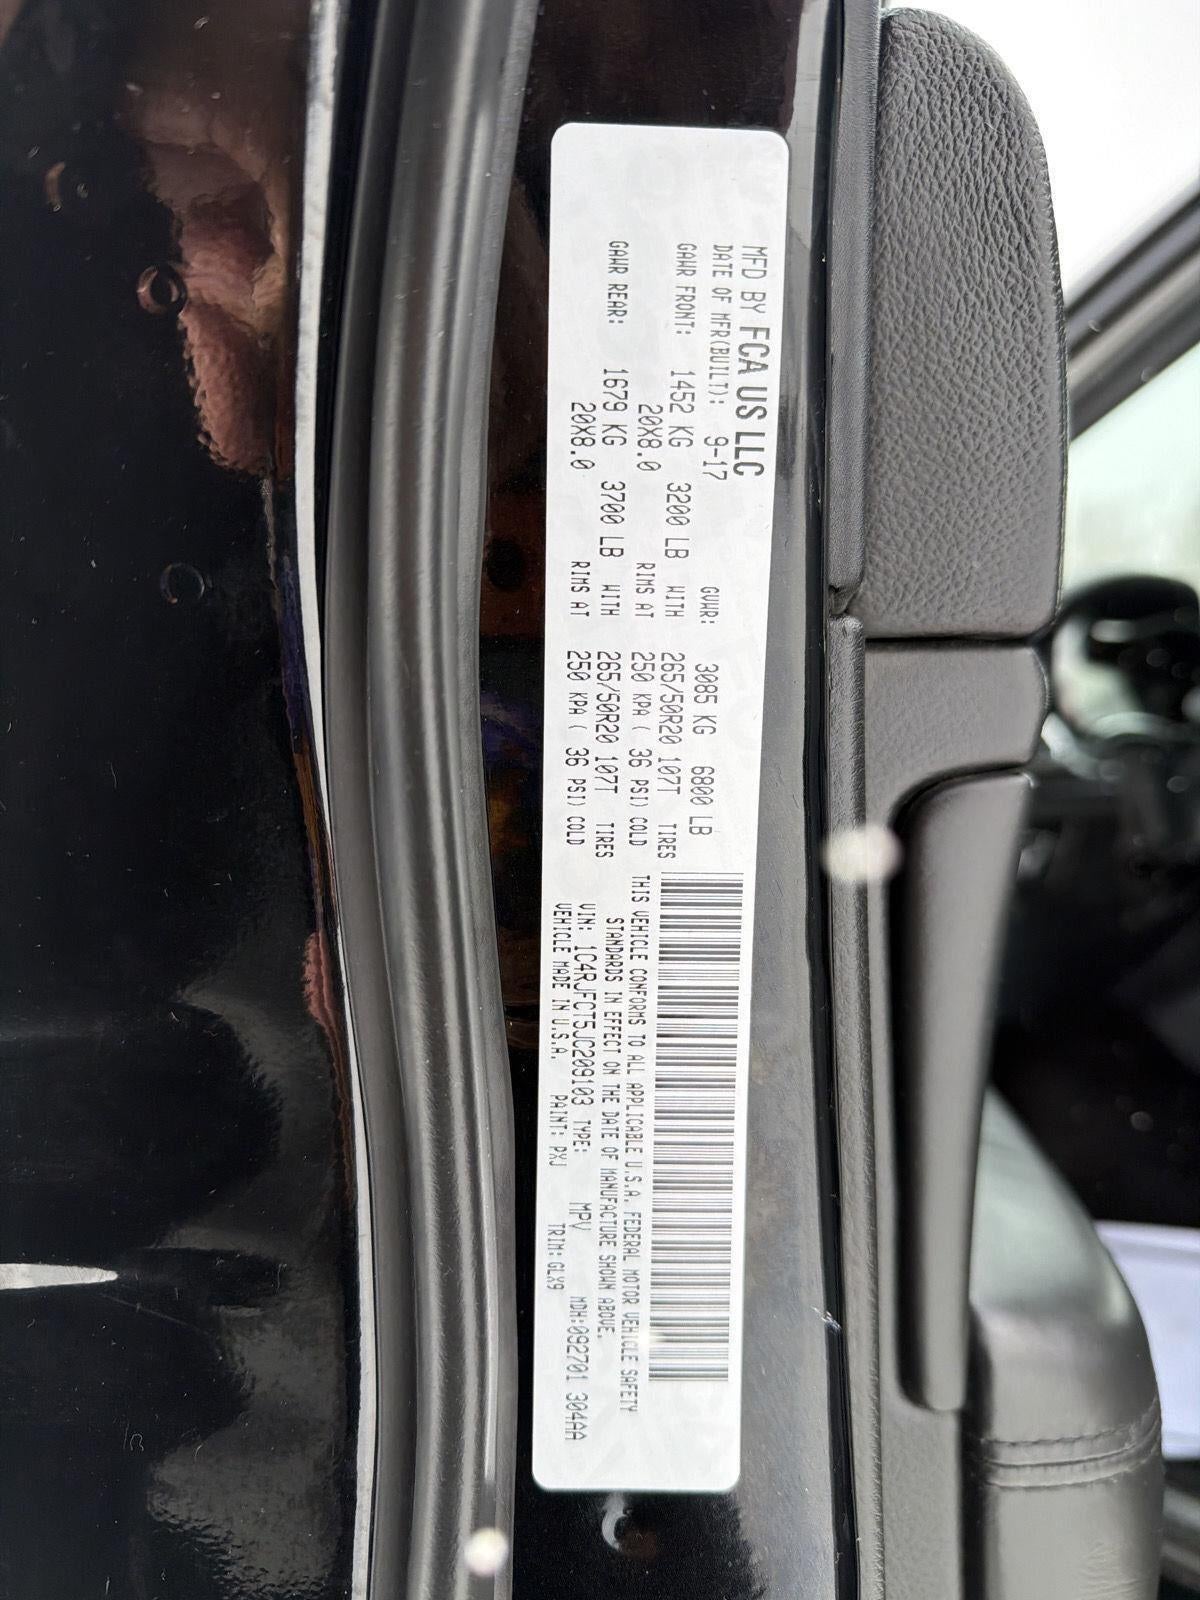 MFD BY FCA US LLC
DATE OF MFR(BUILT): 9-17 GVWR: 3085 KG 6800 LB
GAWR FRONT: 1452 KG 3200 LB WITH 265/50R20 107T TIRES
20X8.0 RIMS AT 250 KPA ( 36 PSI) COLD
GAWR REAR: 1679 KG 3700 LB WITH 265/50R20 107T TIRES
20X8.0 RIMS AT 250 KPA ( 36 PSI) COLD
THIS VEHICLE CONFORMS TO ALL APPLICABLE U.S.A. FEDERAL MOTOR VEHICLE SAFETY
STANDARDS IN EFFECT ON THE DATE OF MANUFACTURE SHOWN ABOVE.
VIN: 1C4RJFCT5JC209103 TYPE: MPV MDH:092701 304AA
VEHICLE MADE IN U.S.A. PAINT: PXJ TRIM:GLX9